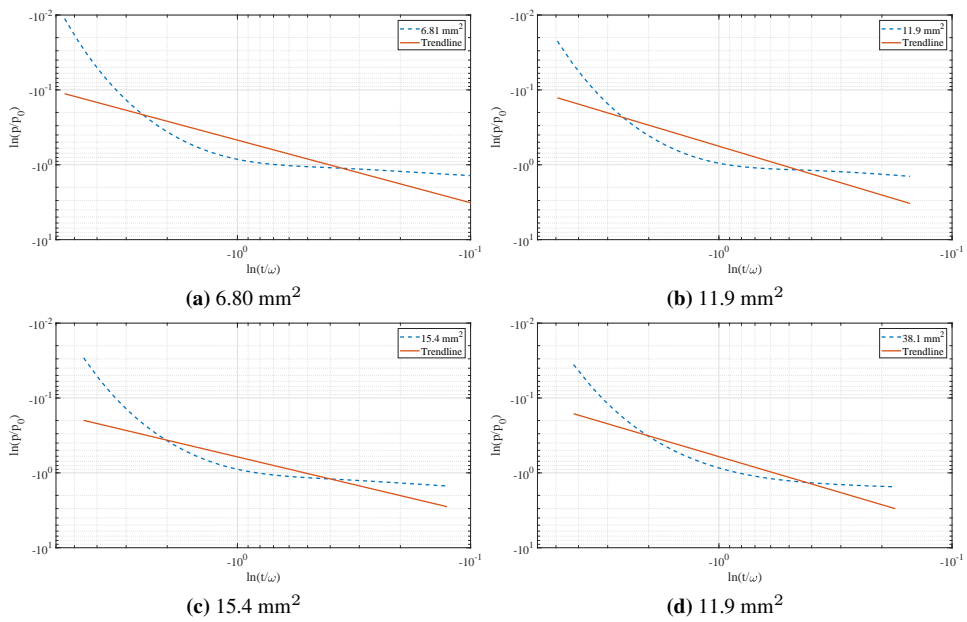 -10^-2
6.81 mm^2
Trendline
-10^-1
ln(p/p_0)
-10^0
-10^1
-10^0
-10^-1
ln(t/ω)
(a) 6.80 mm^2
-10^-2
11.9 mm^2
Trendline
-10^-1
ln(p/p_0)
-10^0
-10^1
-10^0
-10^-1
ln(t/ω)
(b) 11.9 mm^2
-10^-2
15.4 mm^2
Trendline
-10^-1
ln(p/p_0)
-10^0
-10^1
-10^0
-10^-1
ln(t/ω)
(c) 15.4 mm^2
-10^-2
38.1 mm^2
Trendline
-10^-1
ln(p/p_0)
-10^0
-10^1
-10^0
-10^-1
ln(t/ω)
(d) 11.9 mm^2